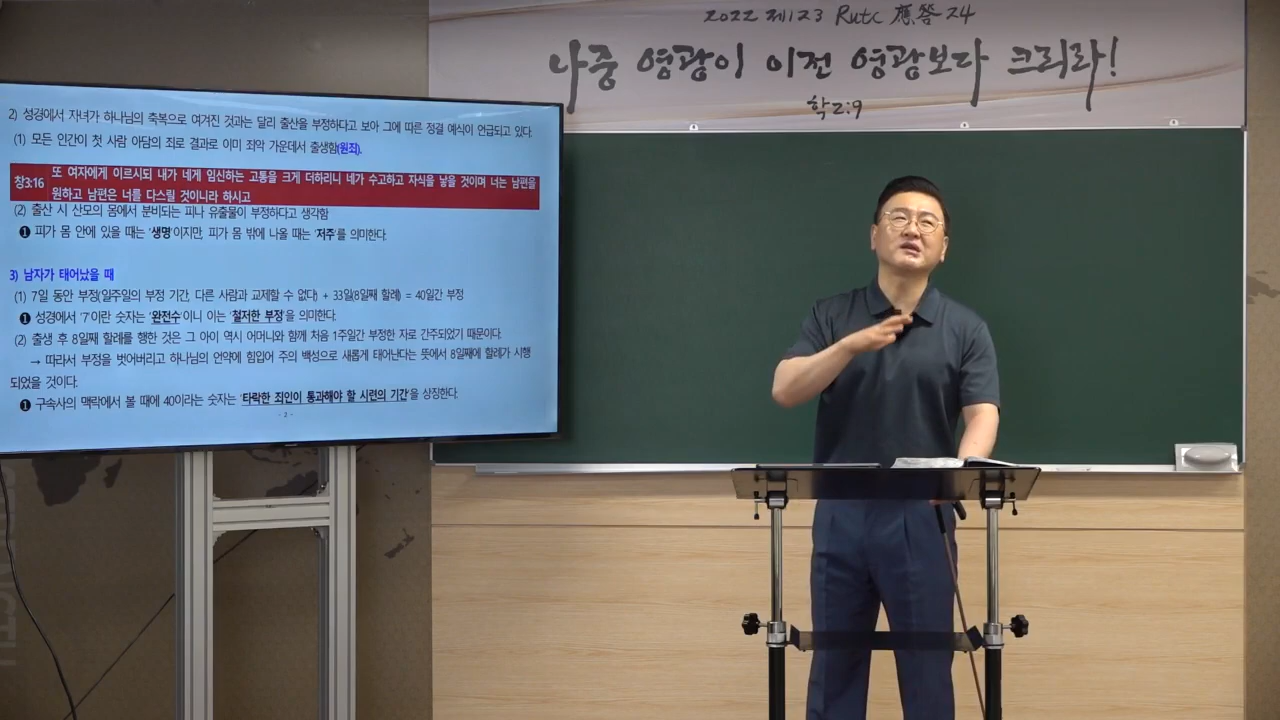 2022 제123 Rutc 應答 24
나중 영광이 이전 영광보다 크리라!
학2:9
2) 성경에서 자녀가 하나님의 축복으로 여겨진 것과는 달리 출산을 부정하다고 보아 그에 따른 정결 예식이 언급되고 있다.
(1) 모든 인간이 첫 사람 아담의 죄로 결과로 이미 죄악 가운데서 출생함(원죄).
창3:16 또 여자에게 이르시되 내가 네게 임신하는 고통을 크게 더하리니 네가 수고하고 자식을 낳을 것이며 너는 남편을
원하고 남편은 너를 다스릴 것이니라 하시고
(2) 출산 시 산모의 몸에서 분비되는 피나 유출물이 부정하다고 생각함
❶ 피가 몸 안에 있을 때는 '생명'이지만, 피가 몸 밖에 나올 때는 '저주'를 의미한다.
3) 남자가 태어났을 때
(1) 7일 동안 부정(일주일의 부정 기간, 다른 사람과 교제할 수 없다) + 33일(8일째 할례) = 40일간 부정
❶ 성경에서 '7'이란 숫자는 '완전수'이니 이는 '철저한 부정'을 의미한다.
(2) 출생 후 8일째 할례를 행한 것은 그 아이 역시 어머니와 함께 처음 1주일간 부정한 자로 간주되었기 때문이다.
→ 따라서 부정을 벗어버리고 하나님의 언약에 힘입어 주의 백성으로 새롭게 태어난다는 뜻에서 8일째에 할례가 시행
되었을 것이다.
❶ 구속사의 맥락에서 볼 때에 40이라는 숫자는 '타락한 죄인이 통과해야 할 시련의 기간'을 상징한다.
- 3 -